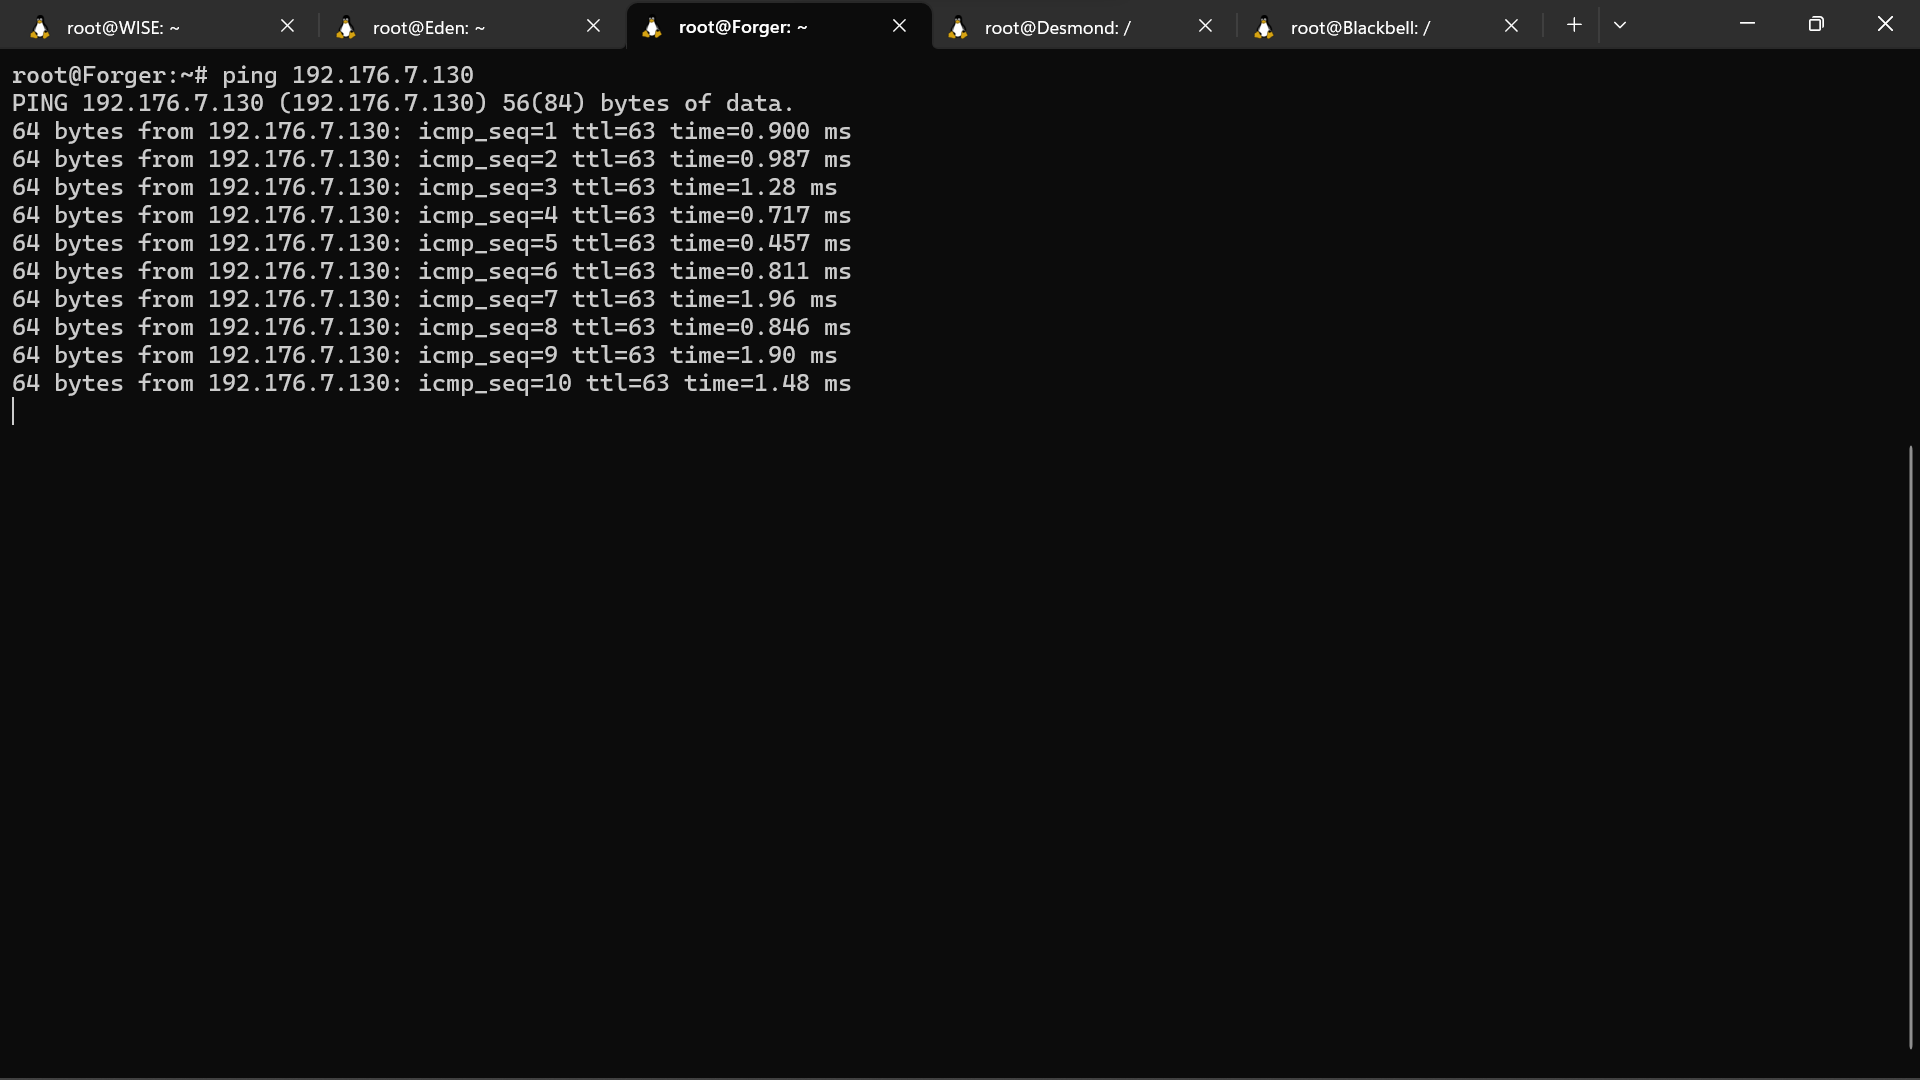 root@WISE: ~
root@Eden: ~
root@Forger: ~
root@Desmond: /
root@Blackbell: /
root@Forger:~# ping 192.176.7.130
PING 192.176.7.130 (192.176.7.130) 56(84) bytes of data.
64 bytes from 192.176.7.130: icmp_seq=1 ttl=63 time=0.900 ms
64 bytes from 192.176.7.130: icmp_seq=2 ttl=63 time=0.987 ms
64 bytes from 192.176.7.130: icmp_seq=3 ttl=63 time=1.28 ms
64 bytes from 192.176.7.130: icmp_seq=4 ttl=63 time=0.717 ms
64 bytes from 192.176.7.130: icmp_seq=5 ttl=63 time=0.457 ms
64 bytes from 192.176.7.130: icmp_seq=6 ttl=63 time=0.811 ms
64 bytes from 192.176.7.130: icmp_seq=7 ttl=63 time=1.96 ms
64 bytes from 192.176.7.130: icmp_seq=8 ttl=63 time=0.846 ms
64 bytes from 192.176.7.130: icmp_seq=9 ttl=63 time=1.90 ms
64 bytes from 192.176.7.130: icmp_seq=10 ttl=63 time=1.48 ms